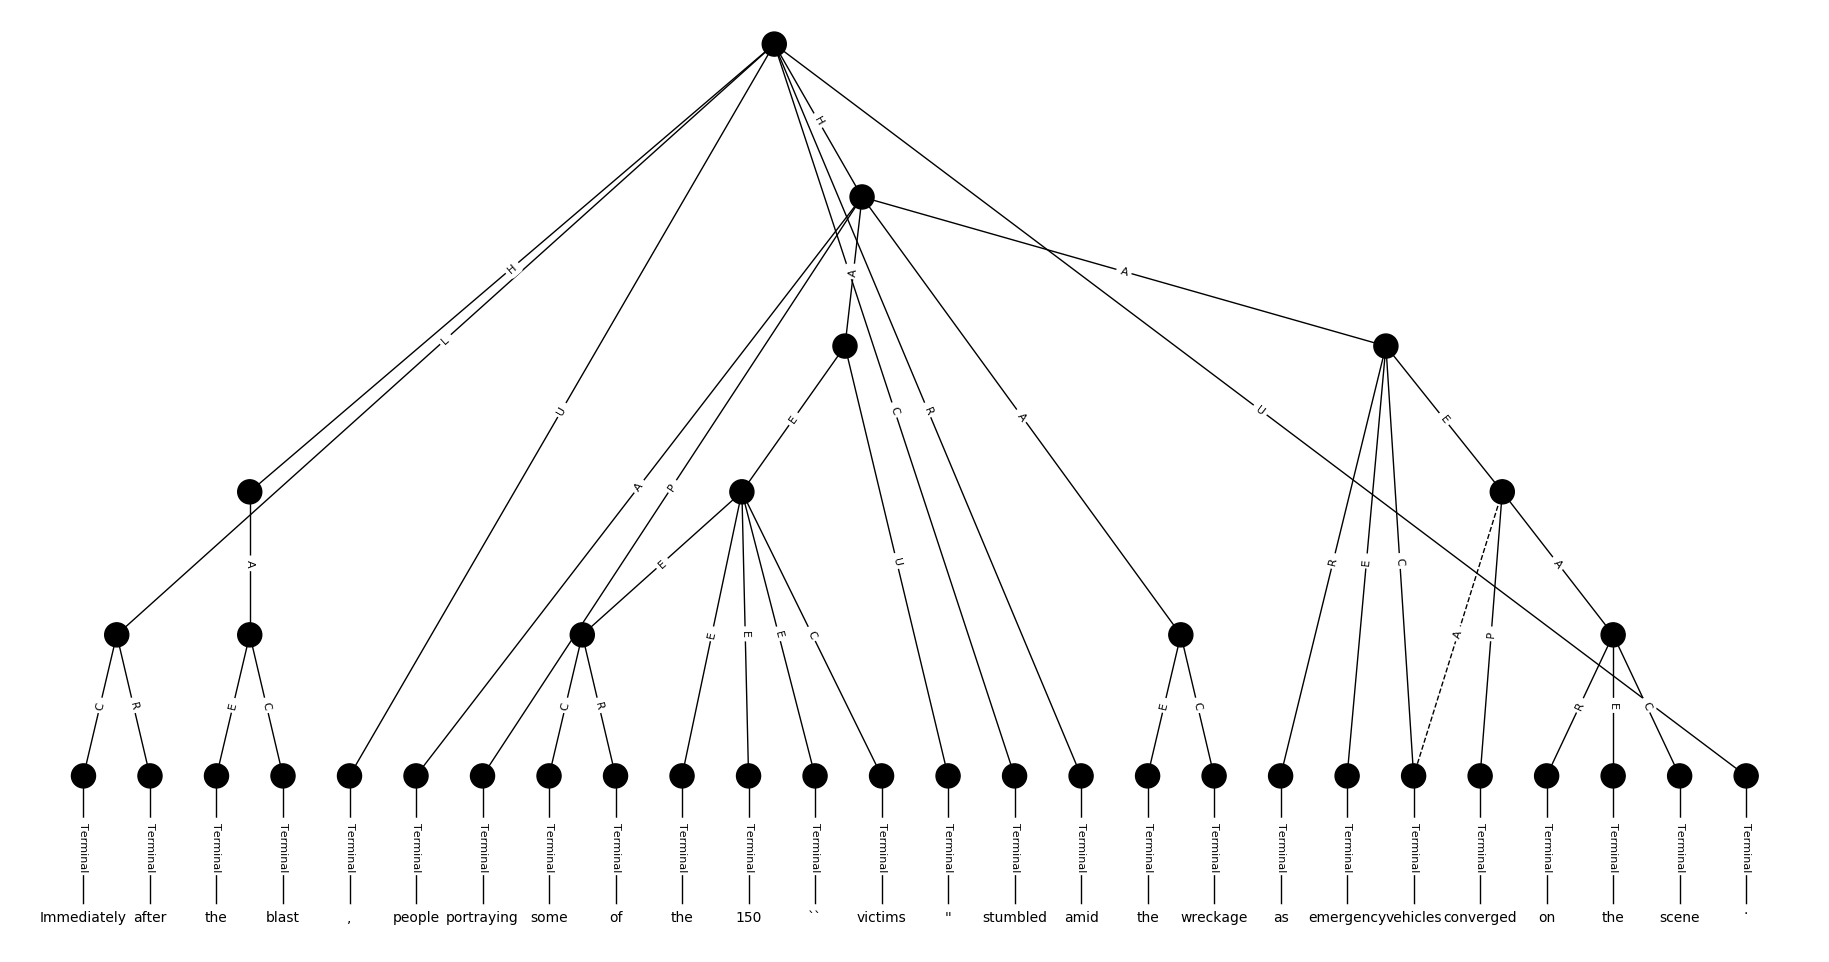 H
H
A
A
L
U
C
R
A
U
E
E
A
P
A
E
U
R
E
C
A
E
E
E
C
A
P
C
R
E
C
C
R
E
C
R
E
C
Terminal Terminal Terminal Terminal Terminal Terminal Terminal Terminal Terminal Terminal Terminal Terminal Terminal Terminal Terminal Terminal Terminal Terminal Terminal Terminal Terminal Terminal Terminal Terminal Terminal Terminal
Immediately after the blast , people portraying some of the 150 `` victims " stumbled amid the wreckage as emergency vehicles converged on the scene .